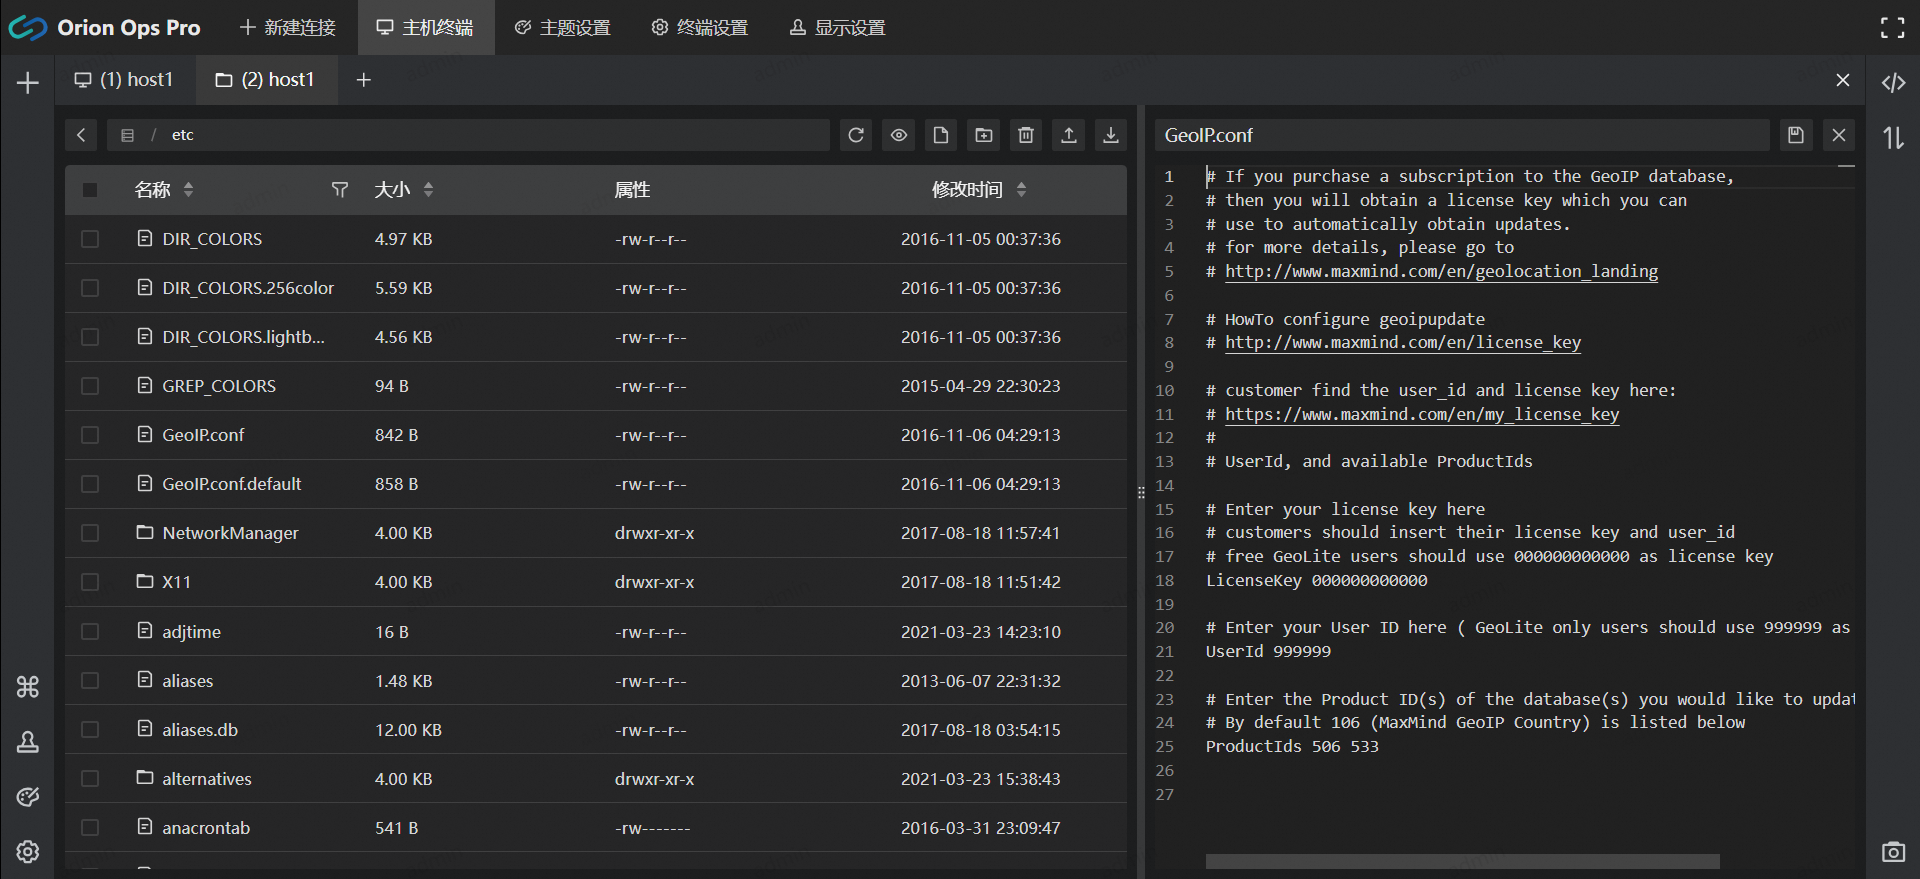 Orion Ops Pro
新建连接
主机终端
主题设置
终端设置
显示设置
(1) host1
(2) host1
/ etc
名称 大小 属性 修改时间
DIR_COLORS 4.97 KB -rw-r--r-- 2016-11-05 00:37:36
DIR_COLORS.256color 5.59 KB -rw-r--r-- 2016-11-05 00:37:36
DIR_COLORS.lightb... 4.56 KB -rw-r--r-- 2016-11-05 00:37:36
GREP_COLORS 94 B -rw-r--r-- 2015-04-29 22:30:23
GeoIP.conf 842 B -rw-r--r-- 2016-11-06 04:29:13
GeoIP.conf.default 858 B -rw-r--r-- 2016-11-06 04:29:13
NetworkManager 4.00 KB drwxr-xr-x 2017-08-18 11:57:41
X11 4.00 KB drwxr-xr-x 2017-08-18 11:51:42
adjtime 16 B -rw-r--r-- 2021-03-23 14:23:10
aliases 1.48 KB -rw-r--r-- 2013-06-07 22:31:32
aliases.db 12.00 KB -rw-r--r-- 2017-08-18 03:54:15
alternatives 4.00 KB drwxr-xr-x 2021-03-23 15:38:43
anacrontab 541 B -rw------- 2016-03-31 23:09:47
GeoIP.conf
1 # If you purchase a subscription to the GeoIP database,
2 # then you will obtain a license key which you can
3 # use to automatically obtain updates.
4 # for more details, please go to
5 # http://www.maxmind.com/en/geolocation_landing
6
7 # HowTo configure geoipupdate
8 # http://www.maxmind.com/en/license_key
9
10 # customer find the user_id and license key here:
11 # https://www.maxmind.com/en/my_license_key
12 #
13 # UserId, and available ProductIds
14
15 # Enter your license key here
16 # customers should insert their license key and user_id
17 # free GeoLite users should use 000000000000 as license key
18 LicenseKey 000000000000
19
20 # Enter your User ID here ( GeoLite only users should use 999999 as
21 UserId 999999
22
23 # Enter the Product ID(s) of the database(s) you would like to updat
24 # By default 106 (MaxMind GeoIP Country) is listed below
25 ProductIds 506 533
26
27